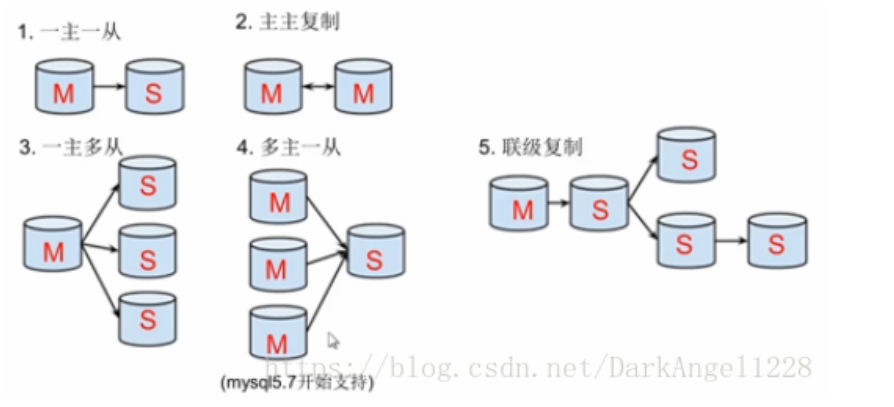 1. 一主一从
M
S
2. 主主复制
M
M
3. 一主多从
M
S
S
S
4. 多主一从
M
M
M
S
(mysql5.7开始支持)
5. 联级复制
M
S
S
S
S
https://blog.csdn.net/DarkAngel1228